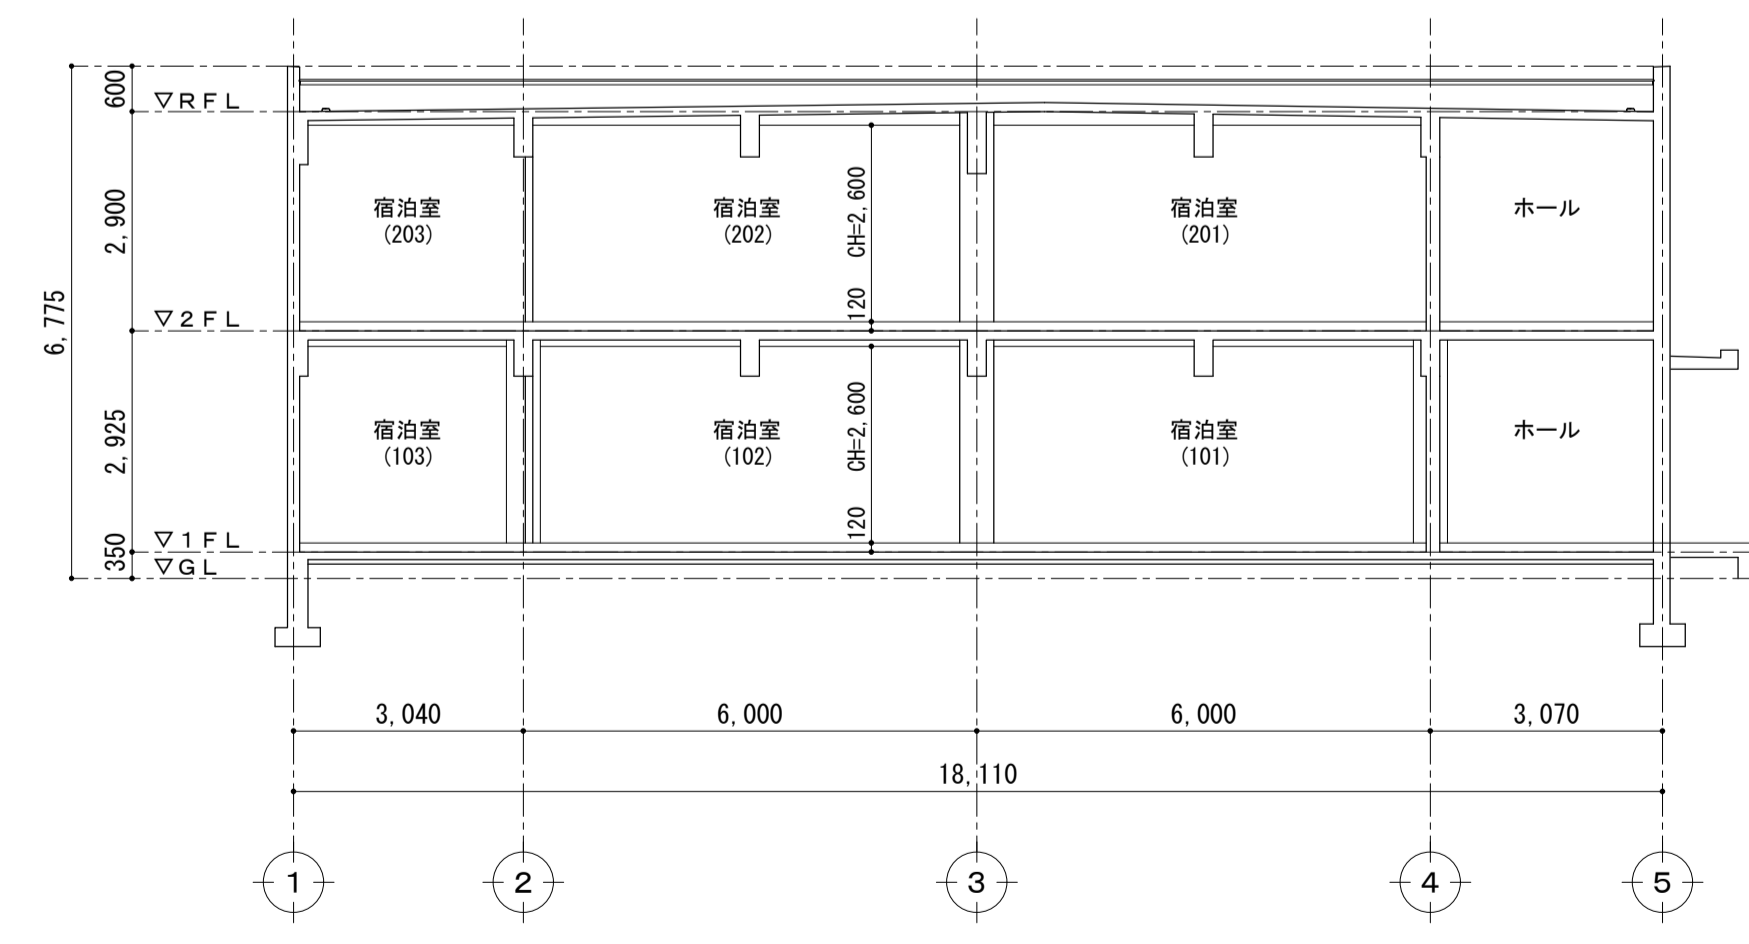 600
▽RFL
2,900
▽2FL
6,775
2,925
▽1FL
350
▽GL
宿泊室
(203)
宿泊室
(202)
CH=2,600
120
宿泊室
(201)
ホール
宿泊室
(103)
宿泊室
(102)
CH=2,600
120
宿泊室
(101)
ホール
3,040
6,000
6,000
3,070
18,110
1
2
3
4
5